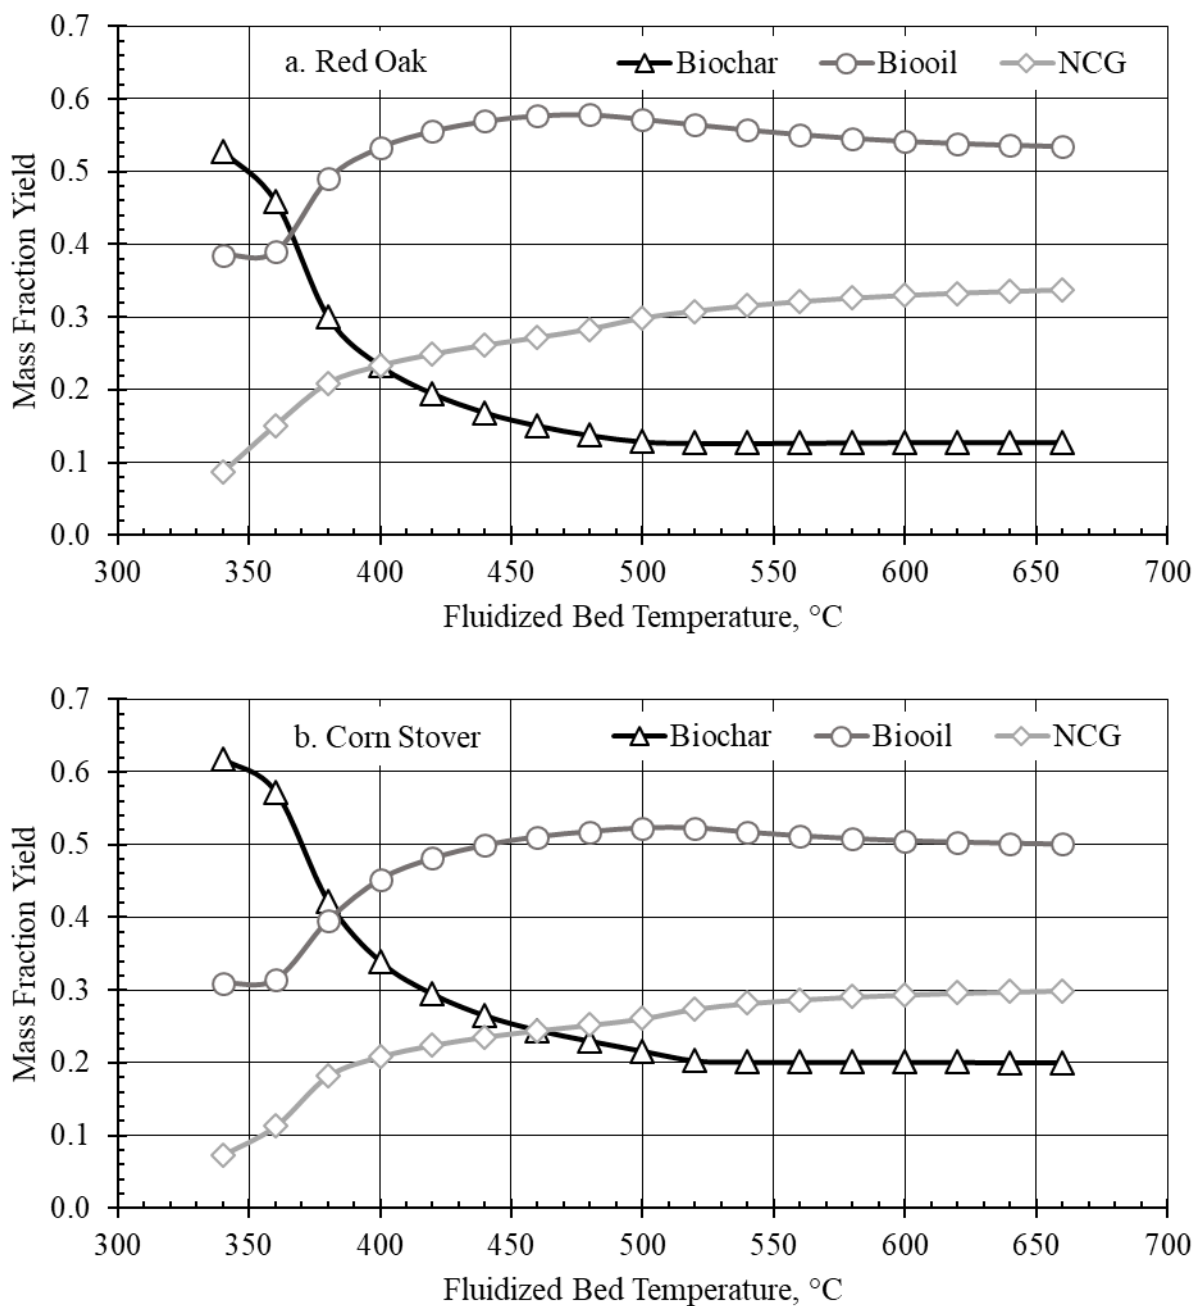 0.7
a. Red Oak Biochar Biooil NCG
0.6
0.5
0.4
0.3
0.2
0.1
0.0
Mass Fraction Yield
300 350 400 450 500 550 600 650 700
Fluidized Bed Temperature, °C
0.7
b. Corn Stover Biochar Biooil NCG
0.6
0.5
0.4
0.3
0.2
0.1
0.0
Mass Fraction Yield
300 350 400 450 500 550 600 650 700
Fluidized Bed Temperature, °C